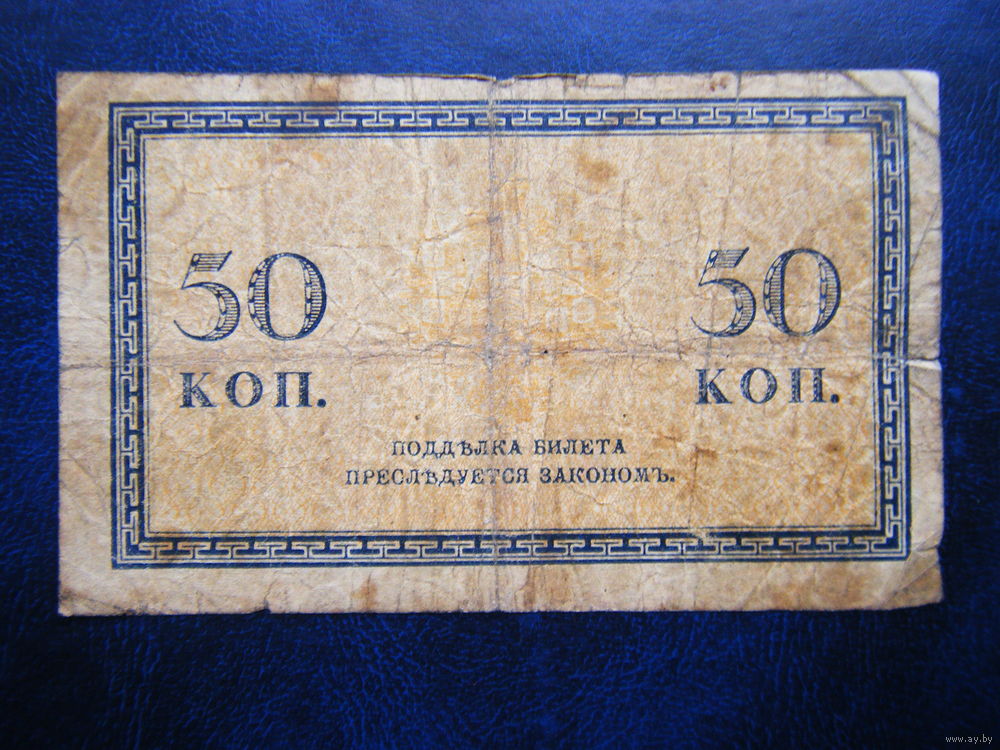 50 50
КОП. КОП.
ПОДДѢЛКА БИЛЕТА
ПРЕСЛѢДУЕТСЯ ЗАКОНОМЪ.
www.ay.by